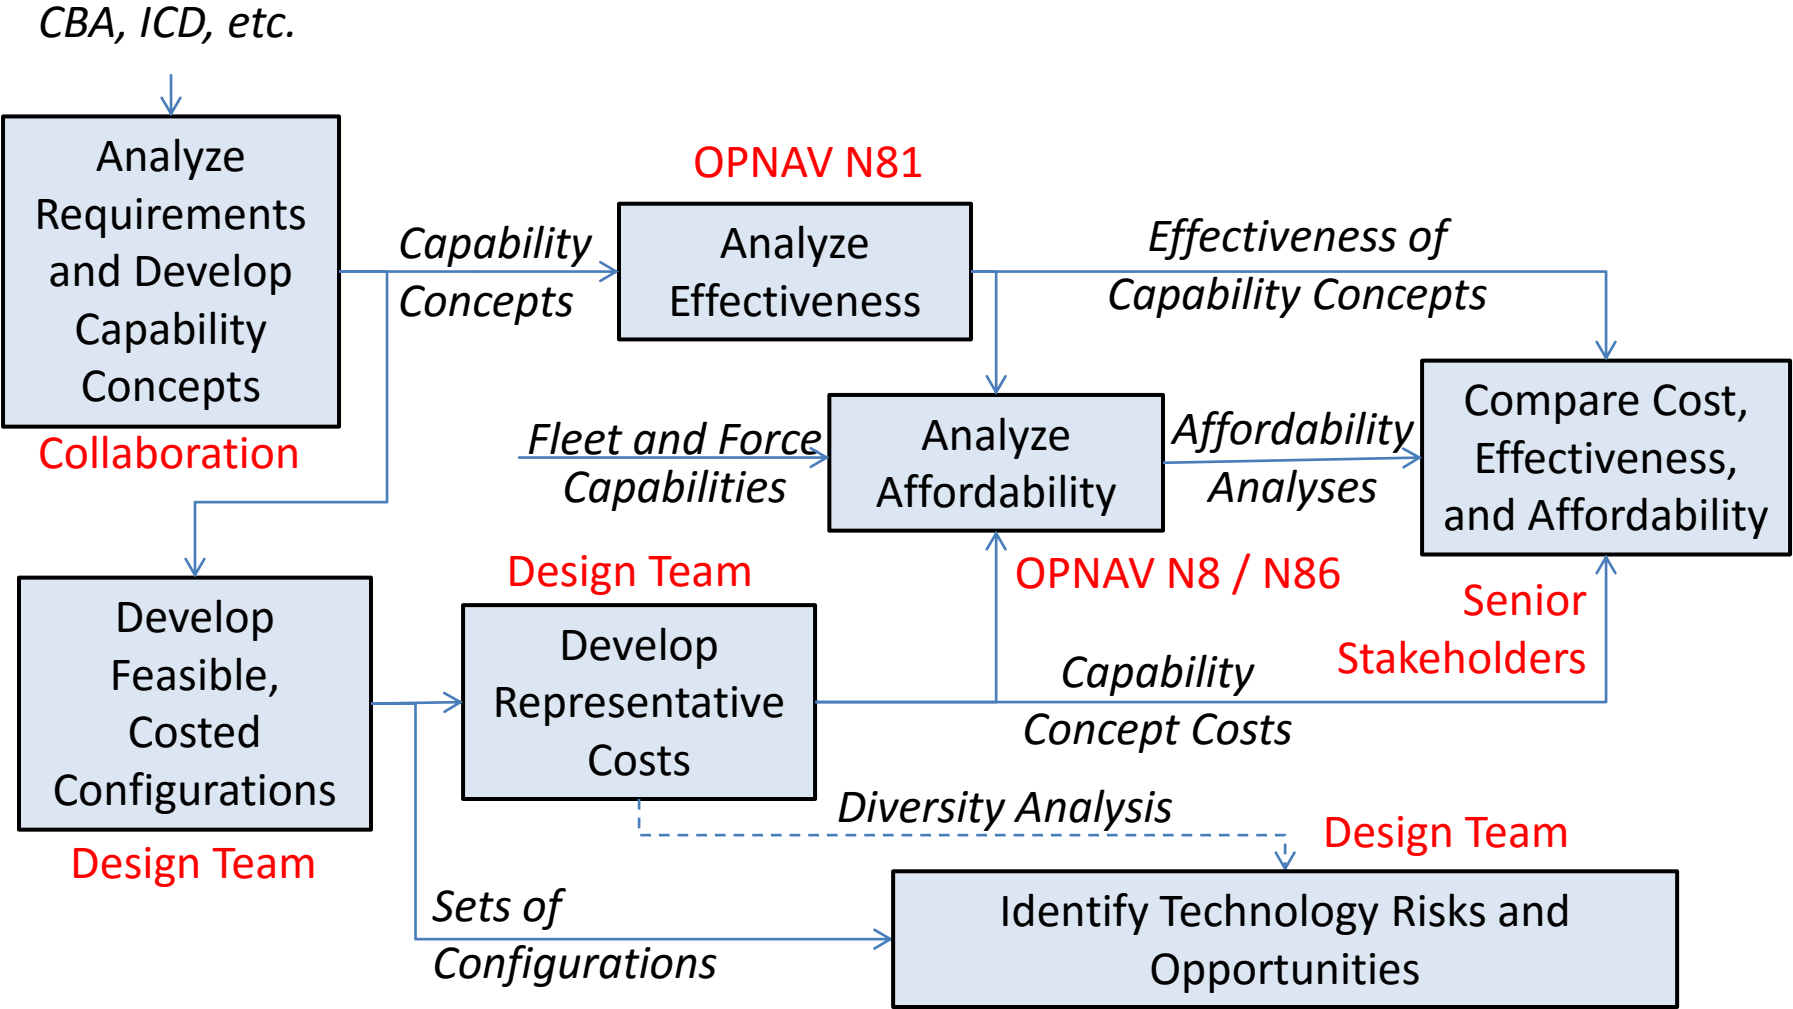 CBA, ICD, etc.
Analyze
Requirements
and Develop
Capability
Concepts
Collaboration
Capability
Concepts
OPNAV N81
Analyze
Effectiveness
Effectiveness of
Capability Concepts
Fleet and Force
Capabilities
Analyze
Affordability
OPNAV N8 / N86
Affordability
Analyses
Compare Cost,
Effectiveness,
and Affordability
Senior
Stakeholders
Develop
Feasible,
Costed
Configurations
Design Team
Design Team
Develop
Representative
Costs
Capability
Concept Costs
Diversity Analysis
Sets of
Configurations
Design Team
Identify Technology Risks and
Opportunities